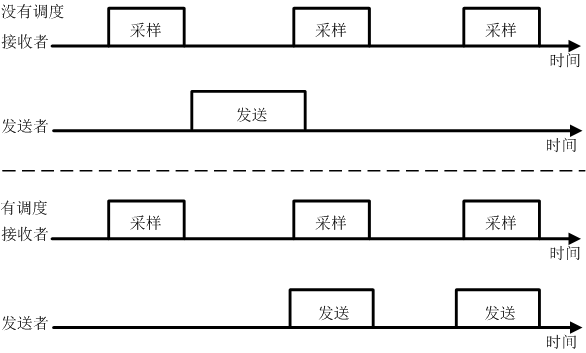 没有调度
采样 采样 采样
接收者
时间
发送
发送者
时间
有调度
采样 采样 采样
接收者
时间
发送 发送
发送者
时间